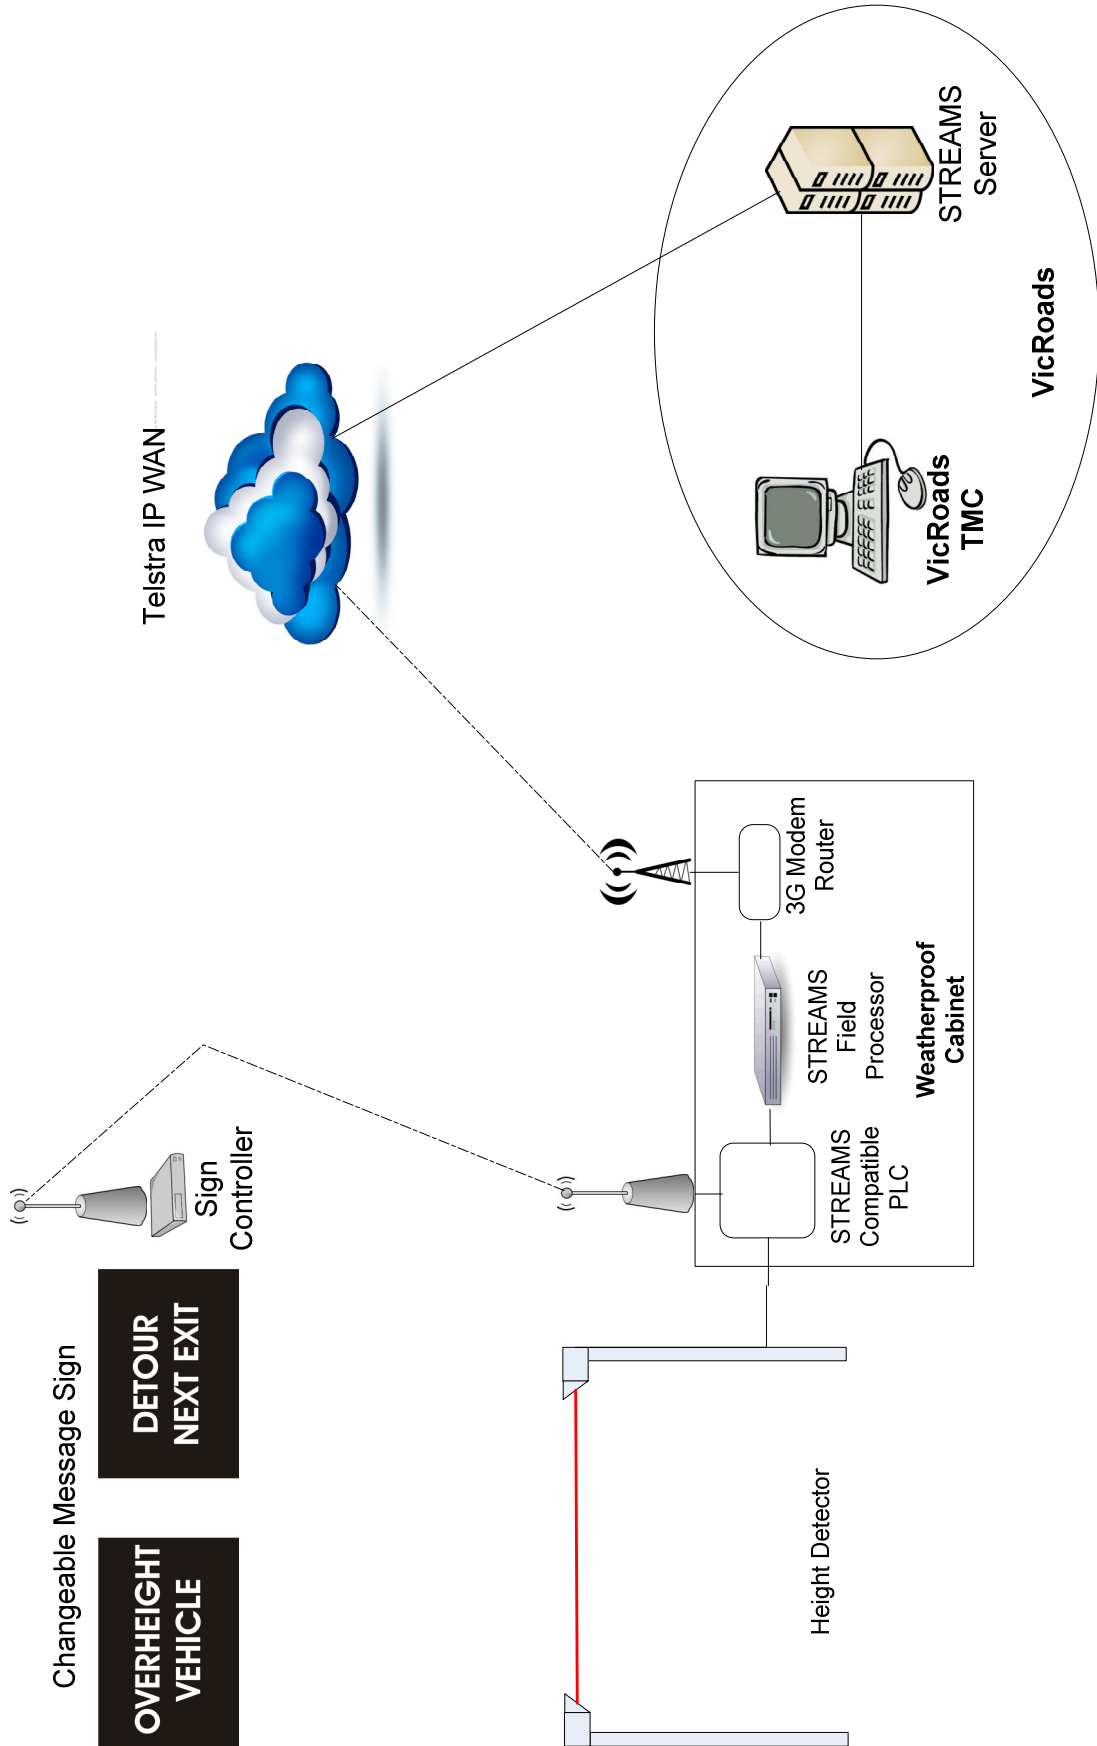 Changeable Message Sign
OVERHEIGHT
VEHICLE
DETOUR
NEXT EXIT
Sign
Controller
Telstra IP WAN
Height Detector
STREAMS
Compatible
PLC
STREAMS
Field
Processor
3G Modem
Router
Weatherproof
Cabinet
VicRoads
TMC
STREAMS
Server
VicRoads